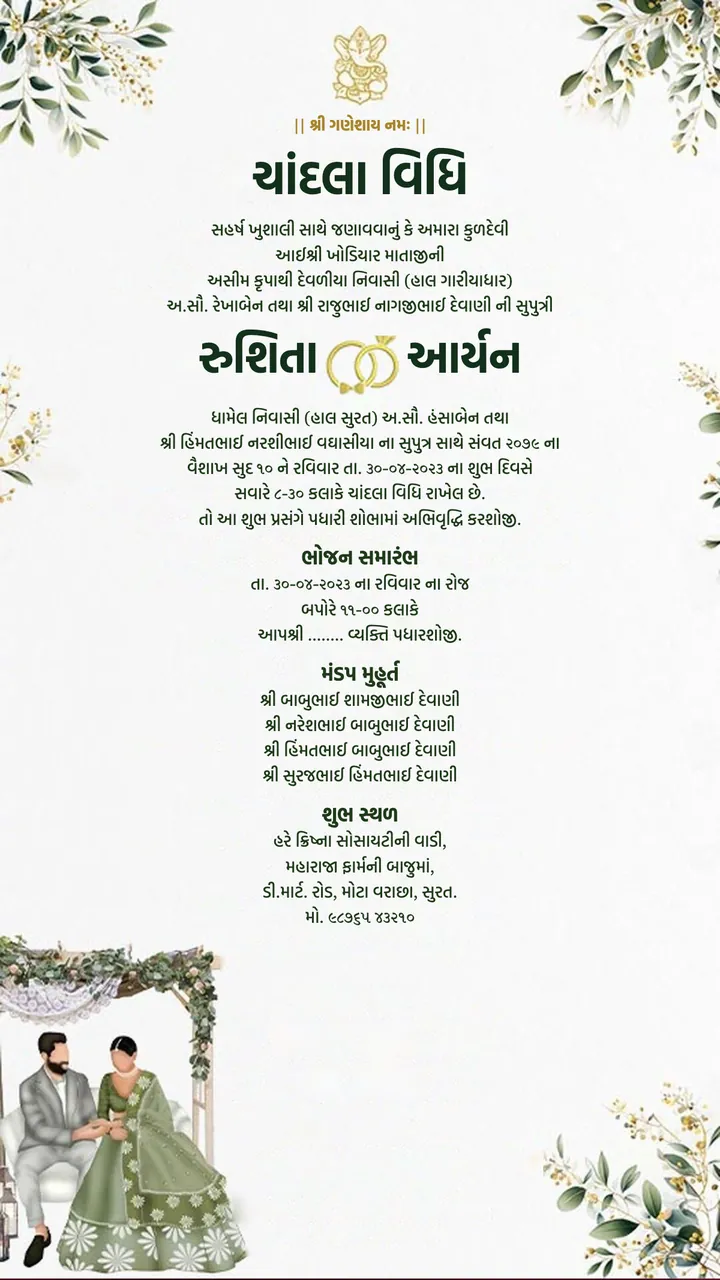 || શ્રી ગણેશાય નમઃ ||
ચાંદલા વિધિ
સહર્ષ ખુશાલી સાથે જણાવવાનું કે અમારા કુળદેવી
આઈશ્રી ખોડિયાર માતાજીની
અસીમ કૃપાથી દેવળીયા નિવાસી (હાલ ગારીયાધાર)
અ.સૌ. રેખાબેન તથા શ્રી રાજુભાઈ નાગજીભાઈ દેવાણી ની સુપુત્રી
રુશિતા આર્યન
ધામેલ નિવાસી (હાલ સુરત) અ.સૌ. હંસાબેન તથા
શ્રી હિંમતભાઈ નરશીભાઈ વઘાસીયા ના સુપુત્ર સાથે સંવત ૨૦૭૯ ના
વૈશાખ સુદ ૧૦ ને રવિવાર તા. ૩૦-૦૪-૨૦૨૩ ના શુભ દિવસે
સવારે ૮-૩૦ કલાકે ચાંદલા વિધિ રાખેલ છે.
તો આ શુભ પ્રસંગે પધારી શોભામાં અભિવૃદ્ધિ કરશોજી.
ભોજન સમારંભ
તા. ૩૦-૦૪-૨૦૨૩ ના રવિવાર ના રોજ
બપોરે ૧૧-૦૦ કલાકે
આપશ્રી ........ વ્યક્તિ પધારશોજી.
મંડપ મુહૂર્ત
શ્રી બાબુભાઈ શામજીભાઈ દેવાણી
શ્રી નરેશભાઈ બાબુભાઈ દેવાણી
શ્રી હિંમતભાઈ બાબુભાઈ દેવાણી
શ્રી સુરજભાઈ હિંમતભાઈ દેવાણી
શુભ સ્થળ
હરે ક્રિષ્ના સોસાયટીની વાડી,
મહારાજા ફાર્મની બાજુમાં,
ડી.માર્ટ. રોડ, મોટા વરાછા, સુરત.
મો. ૯૮૭૬૫ ૪૩૨૧૦